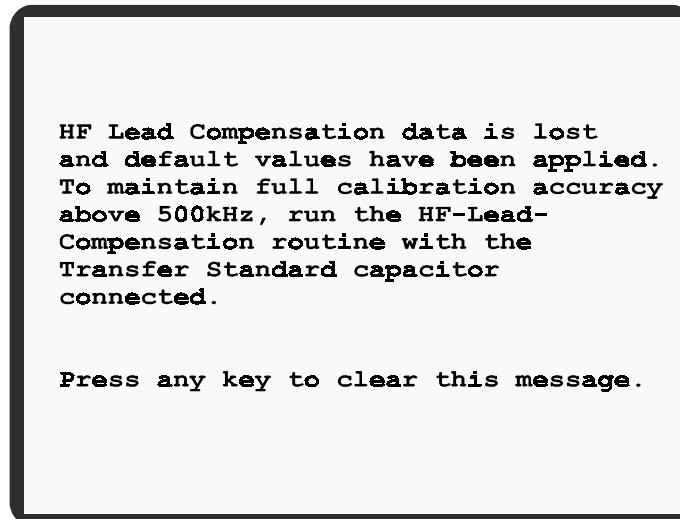 HF Lead Compensation data is lost
and default values have been applied.
To maintain full calibration accuracy
above 500kHz, run the HF-Lead-
Compensation routine with the
Transfer Standard capacitor
connected.
Press any key to clear this message.